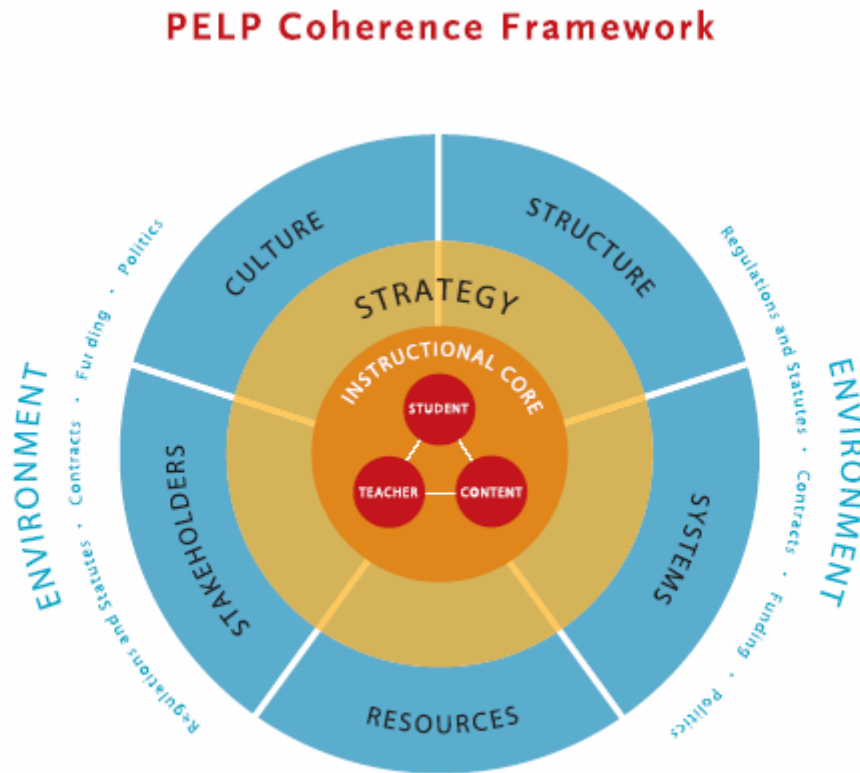 PELP Coherence Framework
CULTURE
STRUCTURE
STRATEGY
INSTRUCTIONAL CORE
STUDENT
TEACHER
CONTENT
STAKEHOLDERS
SYSTEMS
RESOURCES
ENVIRONMENT
Regulations and Statutes · Contracts · Funding · Politics
ENVIRONMENT
Regulations and Statutes · Contracts · Funding · Politics